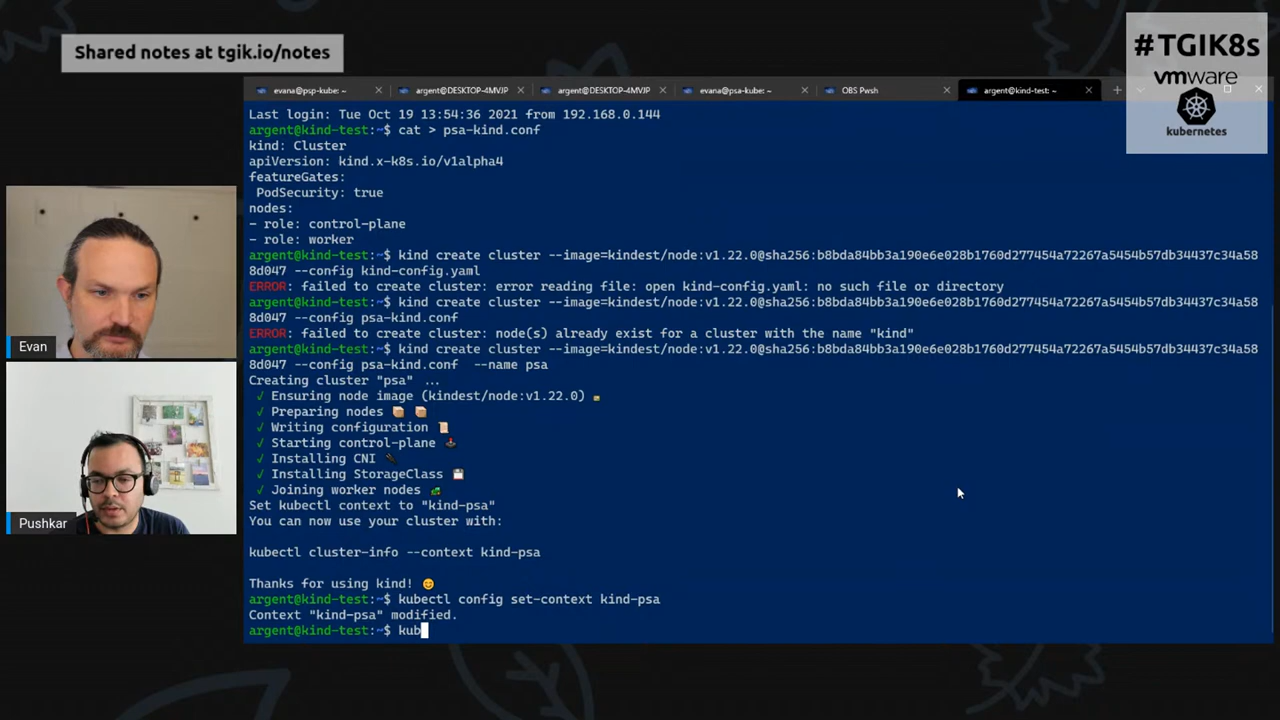 Shared notes at tgik.io/notes
#TGIK8s
vmware
kubernetes
evana@psp-kube: ~
argent@DESKTOP-4MVJP
argent@DESKTOP-4MVJP
evana@psa-kube: ~
OBS Pwsh
argent@kind-test: ~
Last login: Tue Oct 19 13:54:36 2021 from 192.168.0.144
argent@kind-test:~$ cat > psa-kind.conf
kind: Cluster
apiVersion: kind.x-k8s.io/v1alpha4
featureGates:
 PodSecurity: true
nodes:
- role: control-plane
- role: worker
argent@kind-test:~$ kind create cluster --image=kindest/node:v1.22.0@sha256:b8bda84bb3a190e6e028b1760d277454a72267a5454b57db34437c34a58
8d047 --config kind-config.yaml
ERROR: failed to create cluster: error reading file: open kind-config.yaml: no such file or directory
argent@kind-test:~$ kind create cluster --image=kindest/node:v1.22.0@sha256:b8bda84bb3a190e6e028b1760d277454a72267a5454b57db34437c34a58
8d047 --config psa-kind.conf
ERROR: failed to create cluster: node(s) already exist for a cluster with the name "kind"
argent@kind-test:~$ kind create cluster --image=kindest/node:v1.22.0@sha256:b8bda84bb3a190e6e028b1760d277454a72267a5454b57db34437c34a58
8d047 --config psa-kind.conf  --name psa
Creating cluster "psa" ...
 ✓ Ensuring node image (kindest/node:v1.22.0)
 ✓ Preparing nodes 📦 📦
 ✓ Writing configuration 📜
 ✓ Starting control-plane 🕹️
 ✓ Installing CNI 🔌
 ✓ Installing StorageClass 💾
 ✓ Joining worker nodes 🚜
Set kubectl context to "kind-psa"
You can now use your cluster with:
kubectl cluster-info --context kind-psa
Thanks for using kind! 😊
argent@kind-test:~$ kubectl config set-context kind-psa
Context "kind-psa" modified.
argent@kind-test:~$ kub
Evan
Pushkar